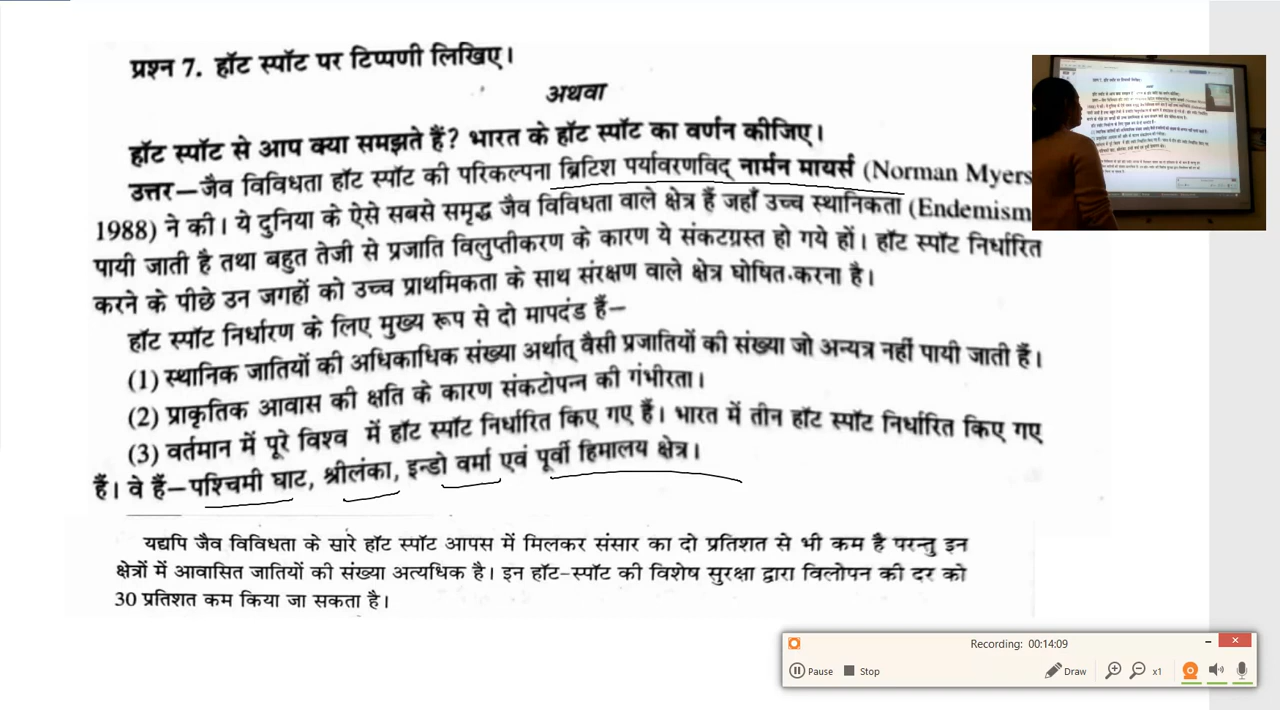 प्रश्न 7. हॉट स्पॉट पर टिप्पणी लिखिए।
अथवा
हॉट स्पॉट से आप क्या समझते हैं? भारत के हॉट स्पॉट का वर्णन कीजिए।
उत्तर—जैव विविधता हॉट स्पॉट की परिकल्पना ब्रिटिश पर्यावरणविद् नार्मन मायर्स (Norman Myers
1988) ने की। ये दुनिया के ऐसे सबसे समृद्ध जैव विविधता वाले क्षेत्र हैं जहाँ उच्च स्थानिकता (Endemism
पायी जाती है तथा बहुत तेजी से प्रजाति विलुप्तीकरण के कारण ये संकटग्रस्त हो गये हों। हॉट स्पॉट निर्धारित
करने के पीछे उन जगहों को उच्च प्राथमिकता के साथ संरक्षण वाले क्षेत्र घोषित करना है।
हॉट स्पॉट निर्धारण के लिए मुख्य रूप से दो मापदंड हैं–
(1) स्थानिक जातियों की अधिकाधिक संख्या अर्थात् वैसी प्रजातियों की संख्या जो अन्यत्र नहीं पायी जाती हैं।
(2) प्राकृतिक आवास की क्षति के कारण संकटोपन्न की गंभीरता।
(3) वर्तमान में पूरे विश्व में हॉट स्पॉट निर्धारित किए गए हैं। भारत में तीन हॉट स्पॉट निर्धारित किए गए
हैं। वे हैं—पश्चिमी घाट, श्रीलंका, इन्डो वर्मा एवं पूर्वी हिमालय क्षेत्र।
यद्यपि जैव विविधता के सारे हॉट स्पॉट आपस में मिलकर संसार का दो प्रतिशत से भी कम है परन्तु इन
क्षेत्रों में आवासित जातियों की संख्या अत्यधिक है। इन हॉट-स्पॉट की विशेष सुरक्षा द्वारा विलोपन की दर को
30 प्रतिशत कम किया जा सकता है।
Recording: 00:14:09
Pause Stop Draw x1